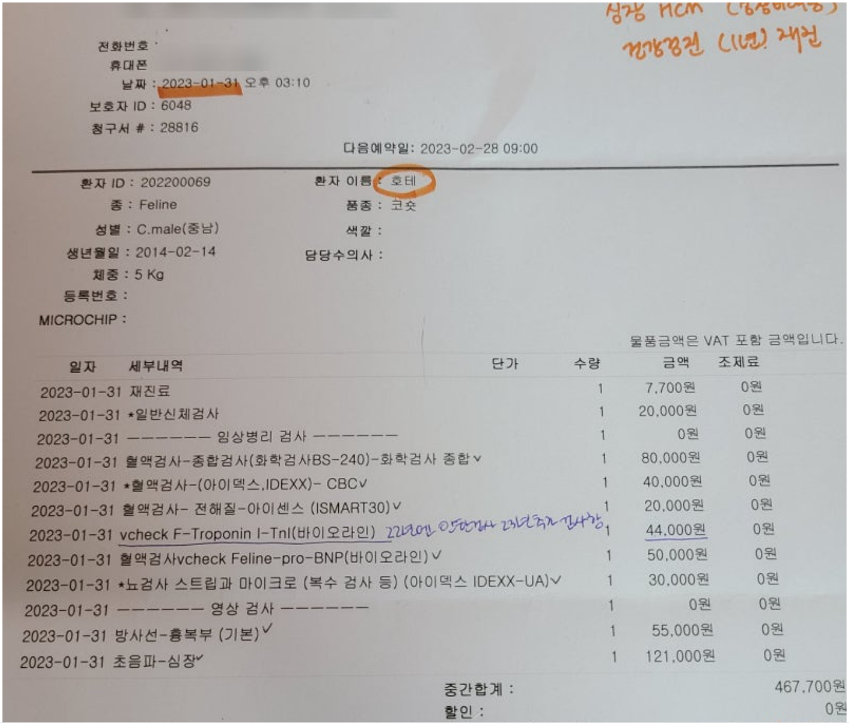 심장 HCM
건강검진 (1년) 재진
전화번호 :
휴대폰
날짜 : 2023-01-31 오후 03:10
보호자 ID : 6048
청구서 # : 28816
다음예약일: 2023-02-28 09:00
환자 ID : 202200069 환자 이름 : 호테
종 : Feline 품종 : 코숏
성별 : C.male(중남) 색깔 :
생년월일 : 2014-02-14 담당수의사 :
체중 : 5 Kg
등록번호 :
MICROCHIP :
물품금액은 VAT 포함 금액입니다.
일자 세부내역 단가 수량 금액 조제료
2023-01-31 재진료 1 7,700원 0원
2023-01-31 *일반신체검사 1 20,000원 0원
2023-01-31 ------ 임상병리 검사 ------ 1 0원 0원
2023-01-31 혈액검사-종합검사(화학검사BS-240)-화학검사 종합✓ 1 80,000원 0원
2023-01-31 *혈액검사-(아이덱스,IDEXX)- CBC✓ 1 40,000원 0원
2023-01-31 혈액검사- 전해질-아이센스 (ISMART30)✓ 1 20,000원 0원
2023-01-31 vcheck F-Troponin I-TnI(바이오라인) 22년엔 안한검사 23년 추가 검사함 1 44,000원 0원
2023-01-31 혈액검사vcheck Feline-pro-BNP(바이오라인)✓ 1 50,000원 0원
2023-01-31 *뇨검사 스트립과 마이크로 (복수 검사 등) (아이덱스 IDEXX-UA)✓ 1 30,000원 0원
2023-01-31 ------ 영상 검사 ------ 1 0원 0원
2023-01-31 방사선-흉복부 (기본)✓ 1 55,000원 0원
2023-01-31 초음파-심장✓ 1 121,000원 0원
중간합계 : 467,700원
할인 : 0원